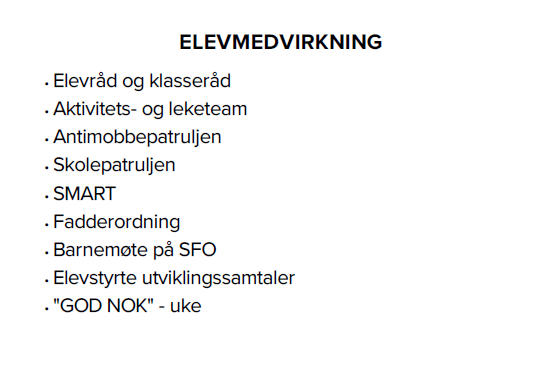 ELEVMEDVIRKNING
• Elevråd og klasseråd
• Aktivitets- og leketeam
• Antimobbepatruljen
• Skolepatruljen
• SMART
• Fadderordning
• Barnemøte på SFO
• Elevstyrte utviklingssamtaler
• "GOD NOK" - uke